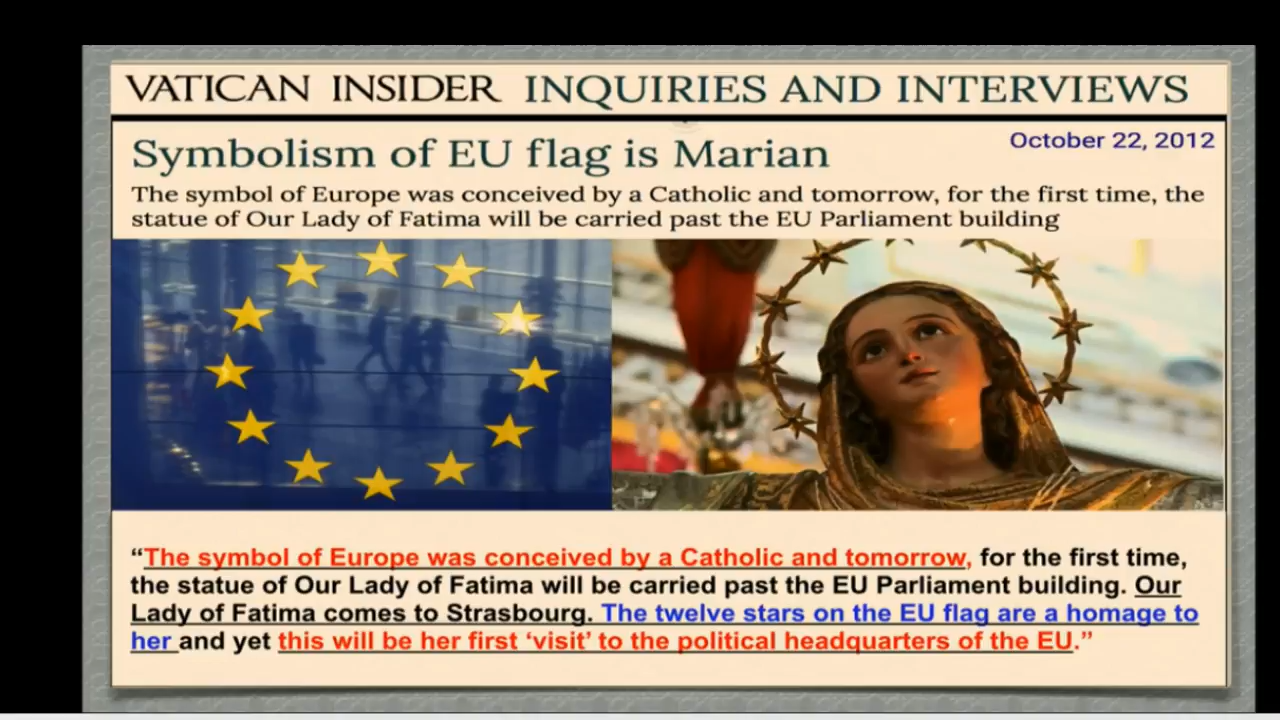 VATICAN INSIDER INQUIRIES AND INTERVIEWS
October 22, 2012
Symbolism of EU flag is Marian
The symbol of Europe was conceived by a Catholic and tomorrow, for the first time, the
statue of Our Lady of Fatima will be carried past the EU Parliament building
“The symbol of Europe was conceived by a Catholic and tomorrow, for the first time,
the statue of Our Lady of Fatima will be carried past the EU Parliament building. Our
Lady of Fatima comes to Strasbourg. The twelve stars on the EU flag are a homage to
her and yet this will be her first ‘visit’ to the political headquarters of the EU.”